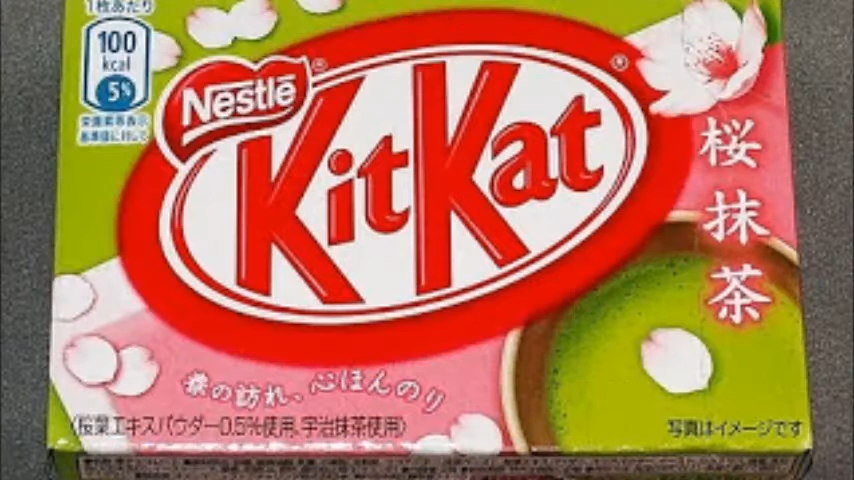 1枚あたり
100
kcal
5%
栄養素等表示
基準値に対して
Nestlé®
KitKat®
桜抹茶
春の訪れ、心ほんのり
(桜葉エキスパウダー0.5%使用、宇治抹茶使用)
写真はイメージです